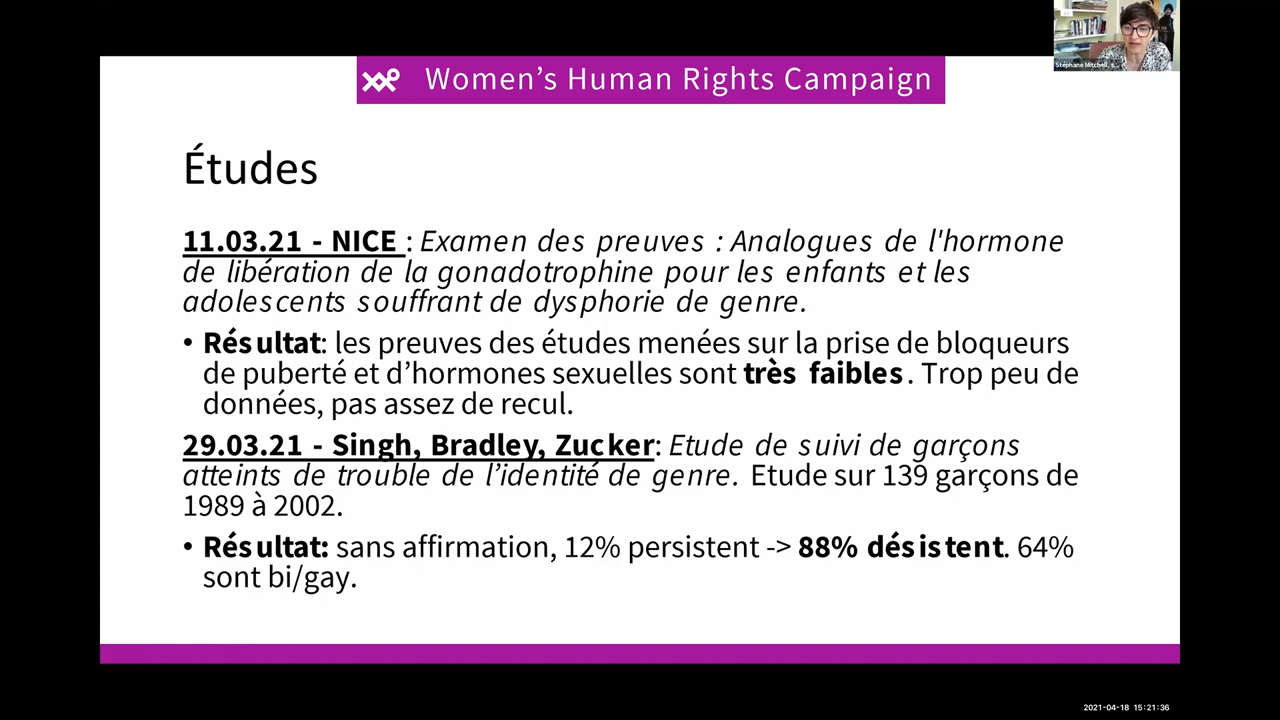 Women's Human Rights Campaign
Stéphane Mitchell, s...
Études
11.03.21 - NICE : Examen des preuves : Analogues de l'hormone
de libération de la gonadotrophine pour les enfants et les
adolescents souffrant de dysphorie de genre.
• Résultat: les preuves des études menées sur la prise de bloqueurs
de puberté et d’hormones sexuelles sont très faibles. Trop peu de
données, pas assez de recul.
29.03.21 - Singh, Bradley, Zucker: Etude de suivi de garçons
atteints de trouble de l’identité de genre. Etude sur 139 garçons de
1989 à 2002.
• Résultat: sans affirmation, 12% persistent -> 88% désistent. 64%
sont bi/gay.
2021-04-18 15:21:36